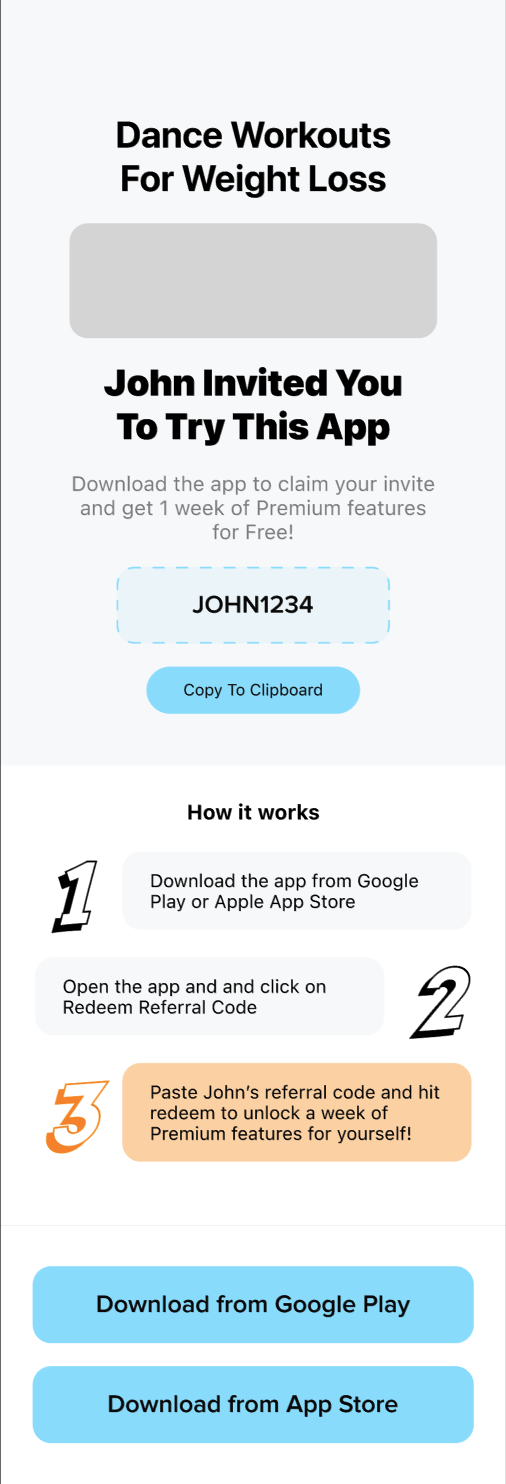 Dance Workouts
For Weight Loss
John Invited You
To Try This App
Download the app to claim your invite
and get 1 week of Premium features
for Free!
JOHN1234
Copy To Clipboard
How it works
1
Download the app from Google
Play or Apple App Store
Open the app and and click on
Redeem Referral Code
2
3
Paste John’s referral code and hit
redeem to unlock a week of
Premium features for yourself!
Download from Google Play
Download from App Store